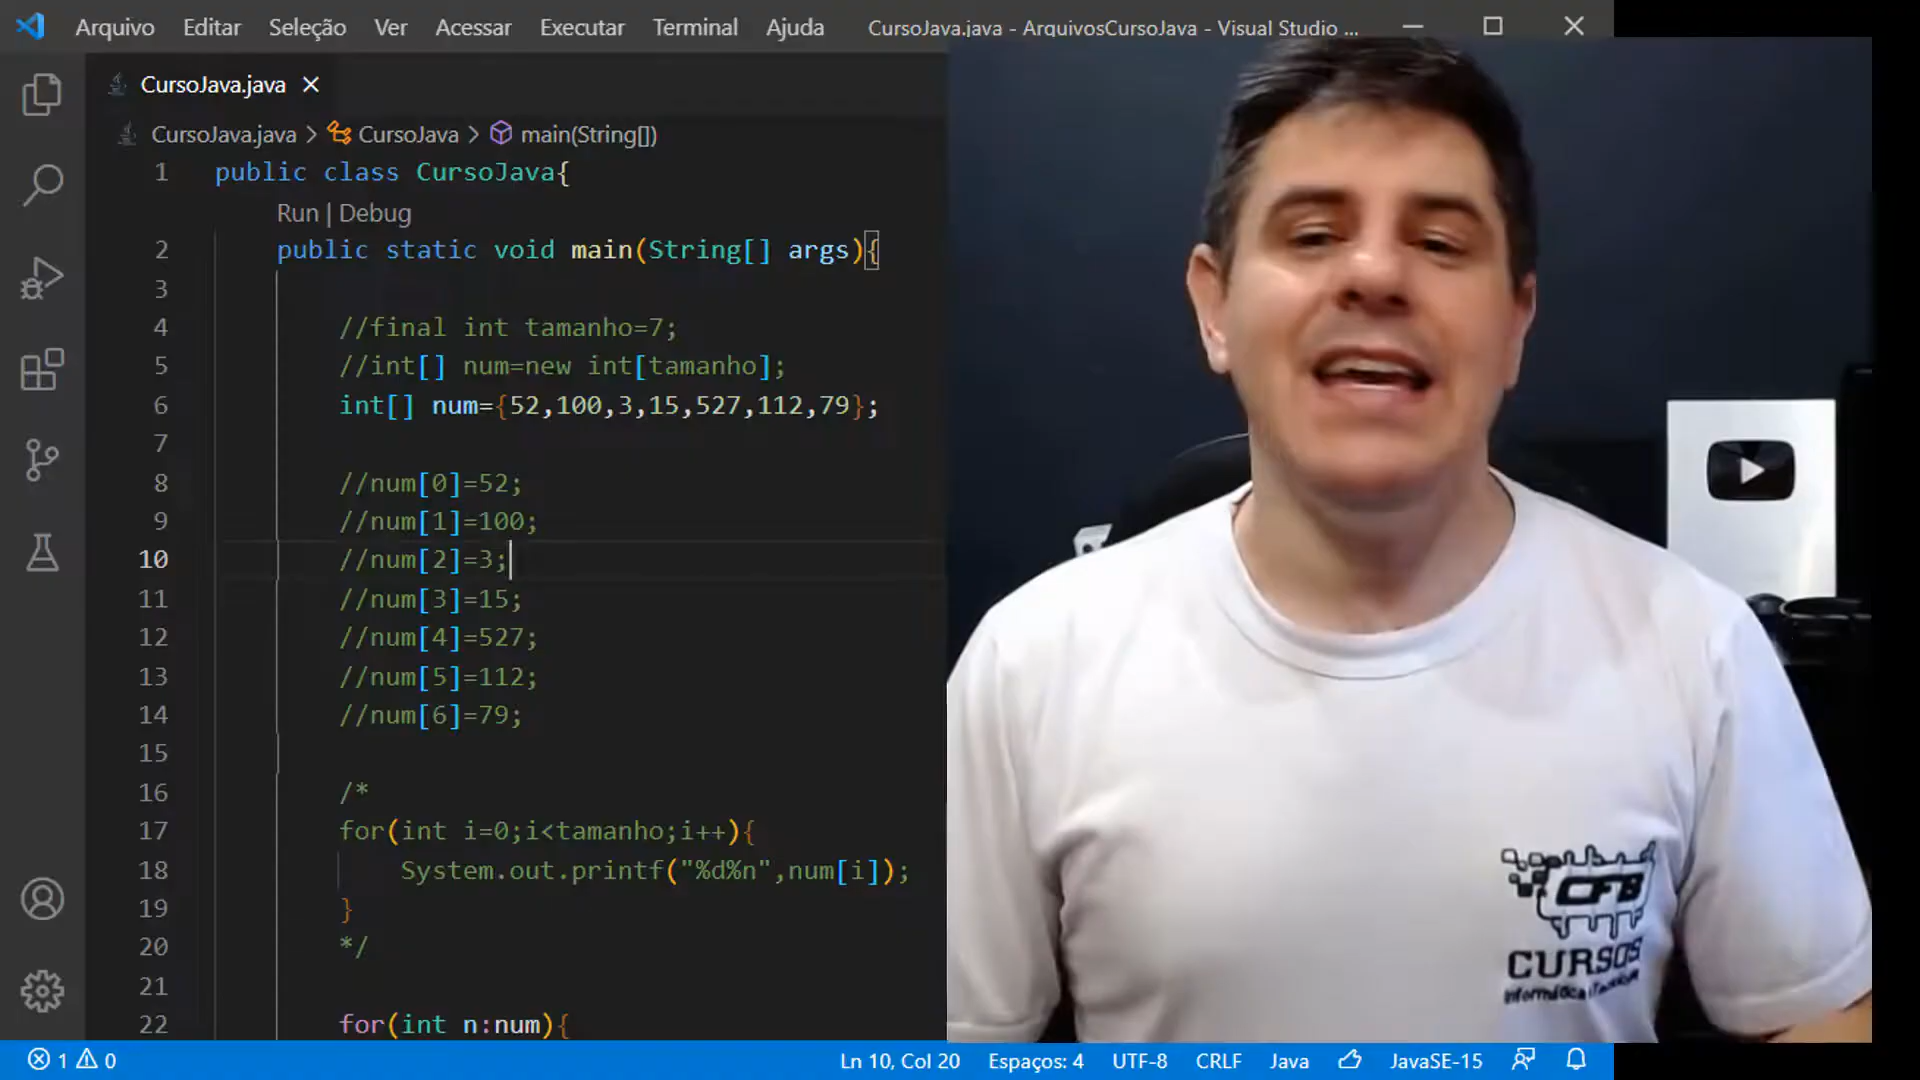 Arquivo Editar Seleção Ver Acessar Executar Terminal Ajuda CursoJava.java - ArquivosCursoJava - Visual Studio ...
CursoJava.java
CursoJava.java > CursoJava > main(String[])
1 public class CursoJava{
Run | Debug
2 public static void main(String[] args){
3
4 //final int tamanho=7;
5 //int[] num=new int[tamanho];
6 int[] num={52,100,3,15,527,112,79};
7
8 //num[0]=52;
9 //num[1]=100;
10 //num[2]=3;
11 //num[3]=15;
12 //num[4]=527;
13 //num[5]=112;
14 //num[6]=79;
15
16 /*
17 for(int i=0;i<tamanho;i++){
18 System.out.printf("%d%n",num[i]);
19 }
20 */
21
22 for(int n:num){
CFB
CURSOS
1 0 Ln 10, Col 20 Espaços: 4 UTF-8 CRLF Java JavaSE-15